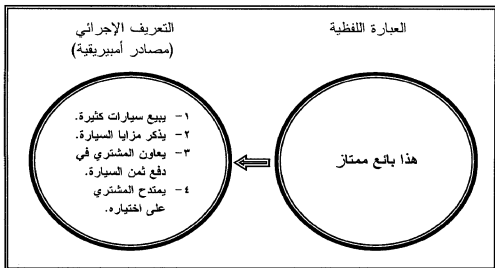 العبارة اللفظية
التعريف الإجرائي
(مصادر أمبيريقية)
هذا بائع ممتاز
١- يبيع سيارات كثيرة.
٢- يذكر مزايا السيارة.
٣- يعاون المشتري في
دفع ثمن السيارة.
٤- يمتدح المشتري
على اختياره.